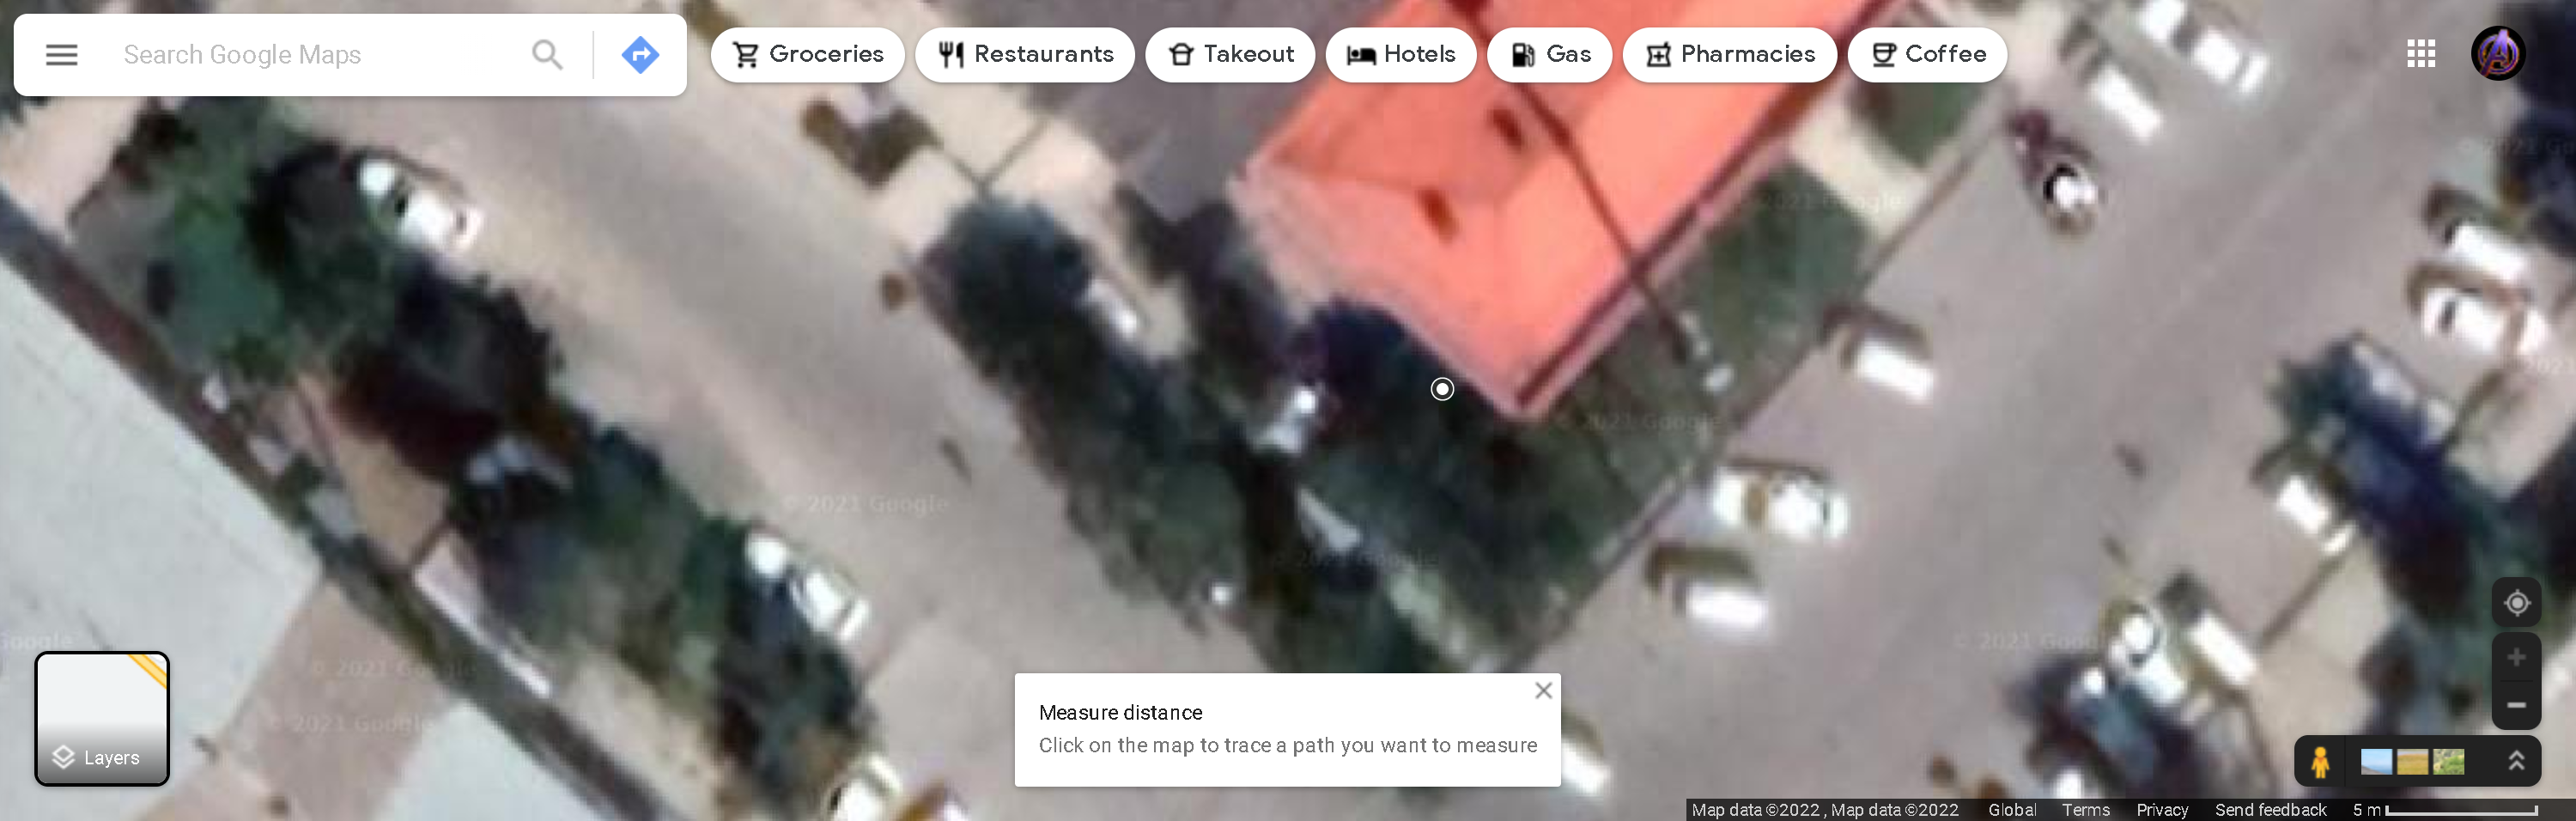 Search Google Maps
Groceries
Restaurants
Takeout
Hotels
Gas
Pharmacies
Coffee
2021 Google
© 2021 Google
© 2021 Google
© 2021 Google
Google
© 2021 Google
© 2021 Google
© 2021 Google
Measure distance
Click on the map to trace a path you want to measure
Layers
Map data ©2022 , Map data ©2022 Global Terms Privacy Send feedback 5 m